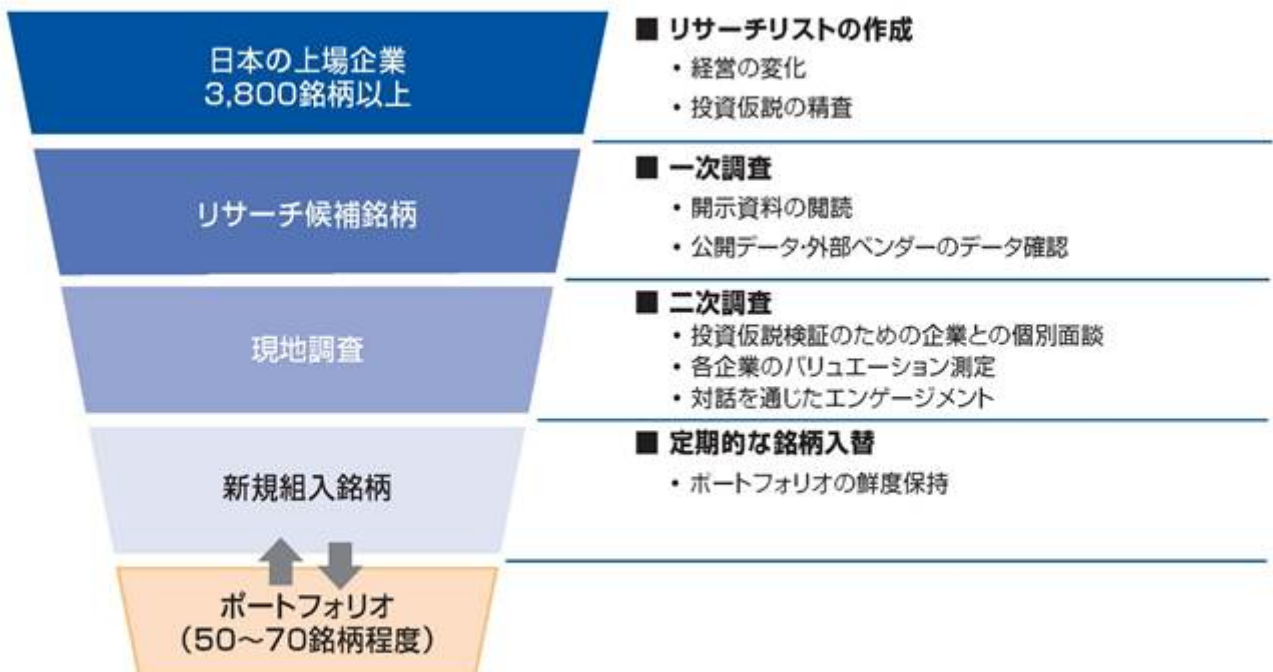 日本の上場企業
3,800銘柄以上
■ リサーチリストの作成
・経営の変化
・投資仮説の精査
リサーチ候補銘柄
■ 一次調査
・開示資料の閲読
・公開データ・外部ベンダーのデータ確認
現地調査
■ 二次調査
・投資仮説検証のための企業との個別面談
・各企業のバリュエーション測定
・対話を通じたエンゲージメント
新規組入銘柄
■ 定期的な銘柄入替
・ポートフォリオの鮮度保持
ポートフォリオ
(50～70銘柄程度)